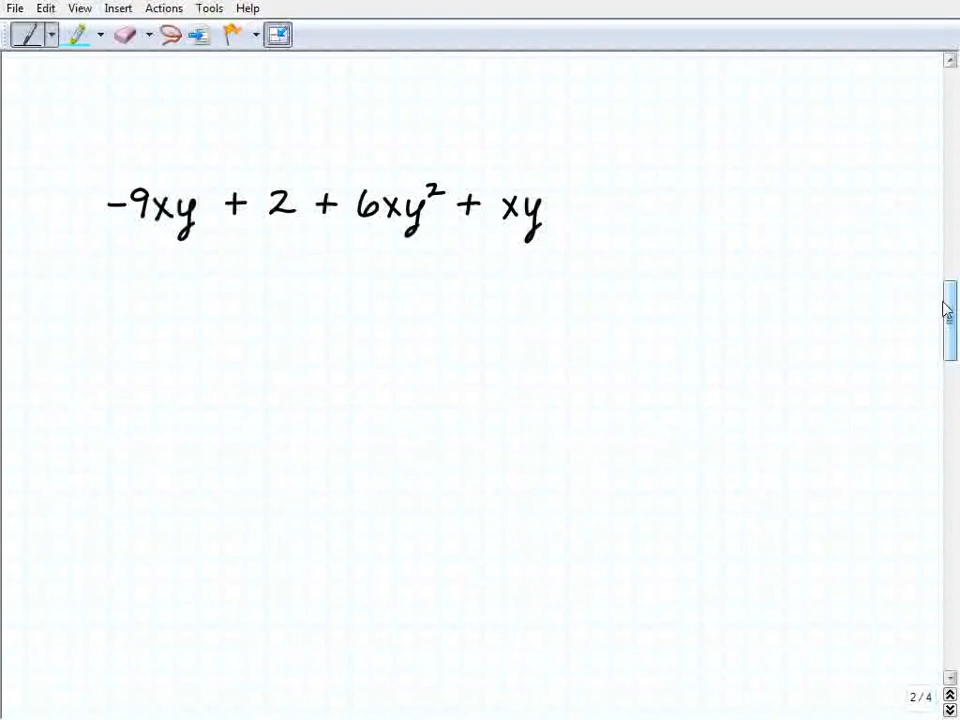 File Edit View Insert Actions Tools Help
-9xy + 2 + 6xy² + xy
2 / 4